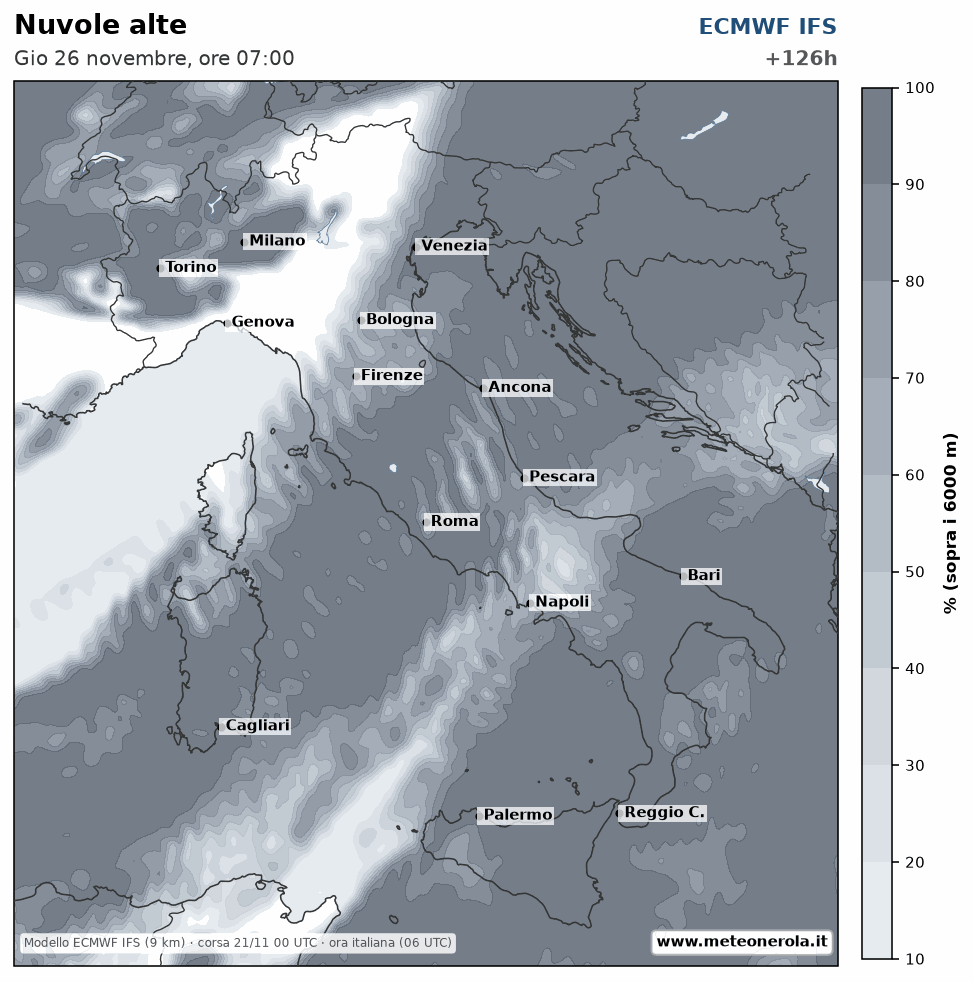 Nuvole alte
ECMWF IFS
Gio 26 novembre, ore 07:00
+126h
Milano
Venezia
Torino
Genova
Bologna
Firenze
Ancona
Pescara
Roma
Bari
Napoli
Cagliari
Palermo
Reggio C.
Modello ECMWF IFS (9 km) · corsa 21/11 00 UTC · ora italiana (06 UTC)
www.meteonerola.it
100
90
80
70
60
50
40
30
20
10
% (sopra i 6000 m)